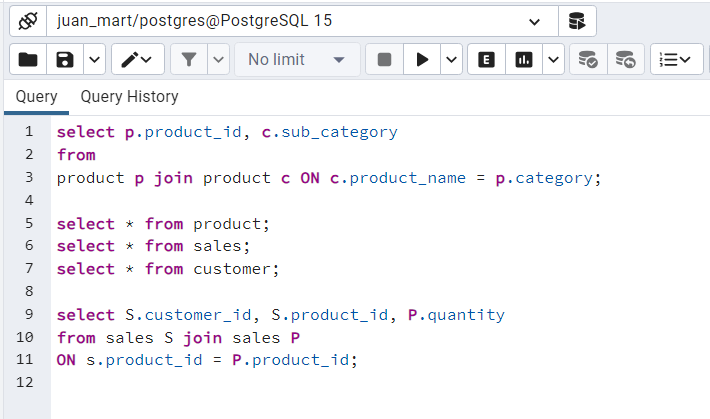 juan_mart/postgres@PostgreSQL 15
No limit
E
Query Query History
1 select p.product_id, c.sub_category
2 from
3 product p join product c ON c.product_name = p.category;
4
5 select * from product;
6 select * from sales;
7 select * from customer;
8
9 select S.customer_id, S.product_id, P.quantity
10 from sales S join sales P
11 ON s.product_id = P.product_id;
12